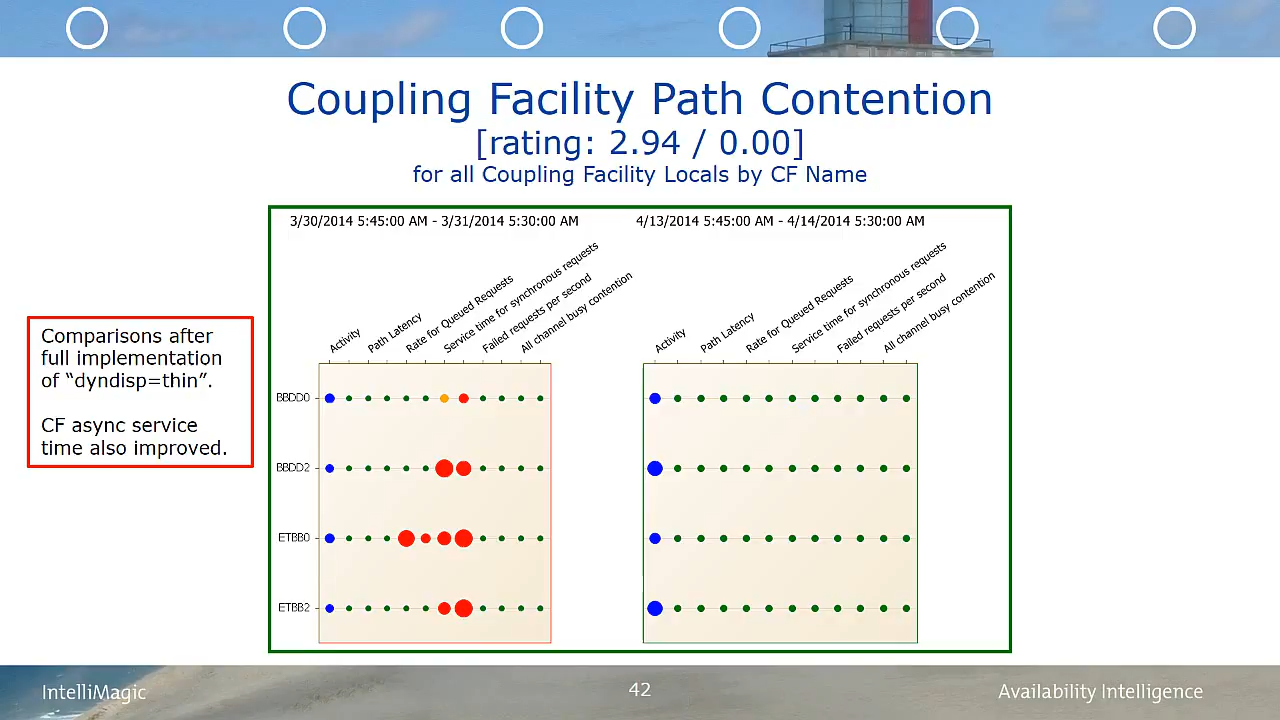 Coupling Facility Path Contention
[rating: 2.94 / 0.00]
for all Coupling Facility Locals by CF Name
Comparisons after
full implementation
of “dyndisp=thin”.
CF async service
time also improved.
3/30/2014 5:45:00 AM - 3/31/2014 5:30:00 AM
Activity
Path Latency
Rate for Queued Requests
Service time for synchronous requests
Failed requests per second
All channel busy contention
BBDD0
BBDD2
ETBB0
ETBB2
4/13/2014 5:45:00 AM - 4/14/2014 5:30:00 AM
Activity
Path Latency
Rate for Queued Requests
Service time for synchronous requests
Failed requests per second
All channel busy contention
IntelliMagic
42
Availability Intelligence